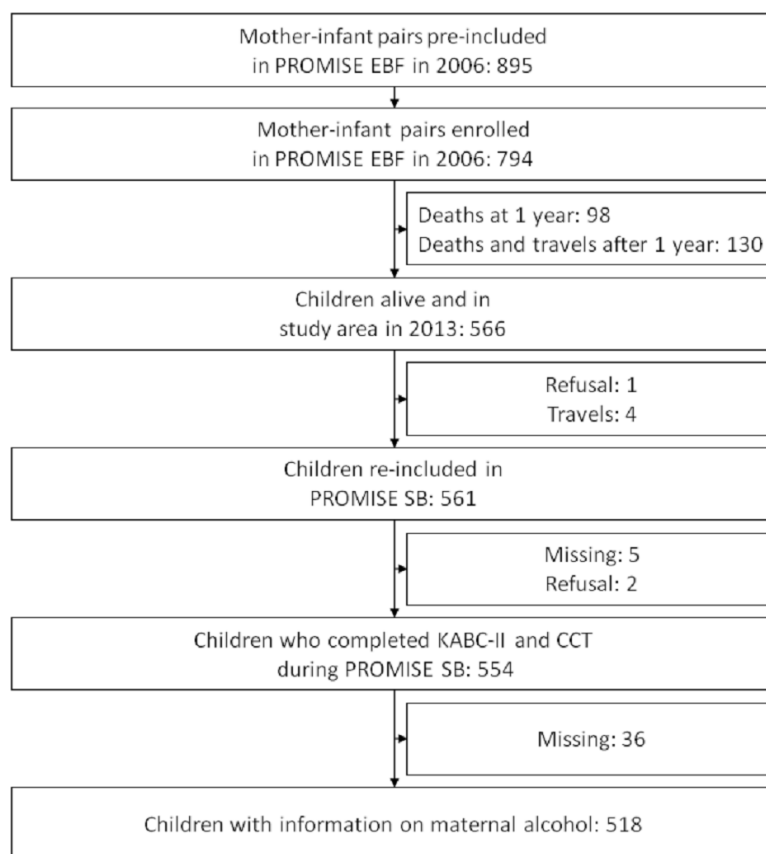 Mother-infant pairs pre-included
in PROMISE EBF in 2006: 895
Mother-infant pairs enrolled
in PROMISE EBF in 2006: 794
Deaths at 1 year: 98
Deaths and travels after 1 year: 130
Children alive and in
study area in 2013: 566
Refusal: 1
Travels: 4
Children re-included in
PROMISE SB: 561
Missing: 5
Refusal: 2
Children who completed KABC-II and CCT
during PROMISE SB: 554
Missing: 36
Children with information on maternal alcohol: 518